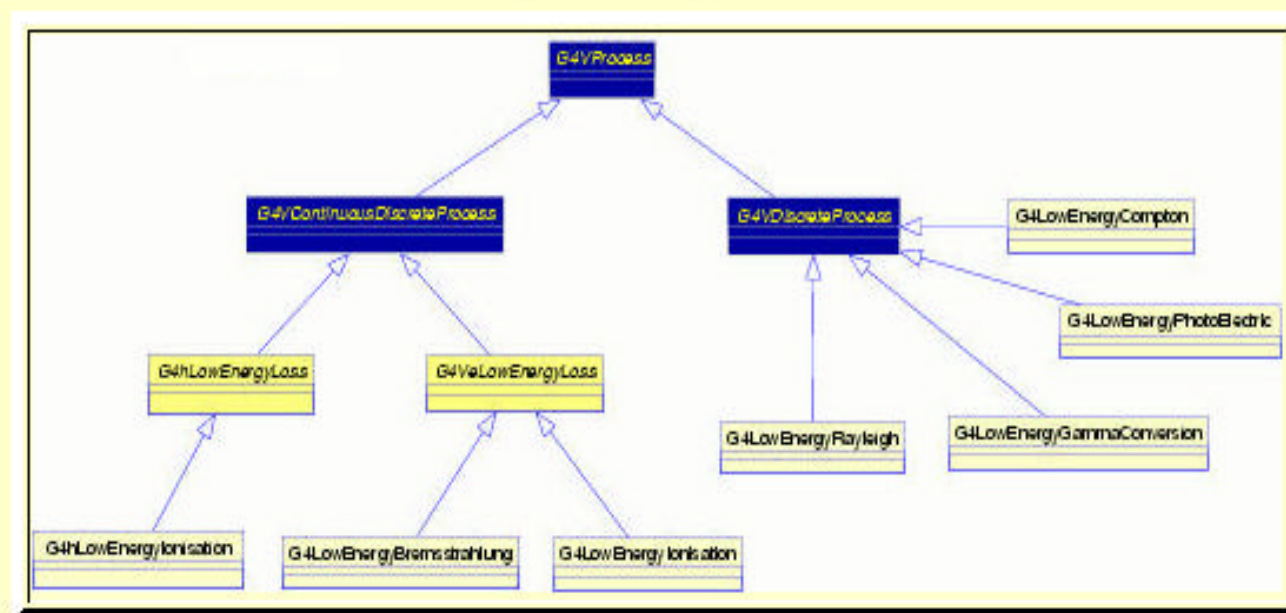 G4VProcess
G4VContinuousDiscreteProcess
G4VDiscreteProcess
G4LowEnergyCompton
G4LowEnergyPhotoElectric
G4hLowEnergyLoss
G4VeLowEnergyLoss
G4LowEnergyRayleigh
G4LowEnergyGammaConversion
G4hLowEnergyIonisation
G4LowEnergyBremsstrahlung
G4LowEnergyIonisation